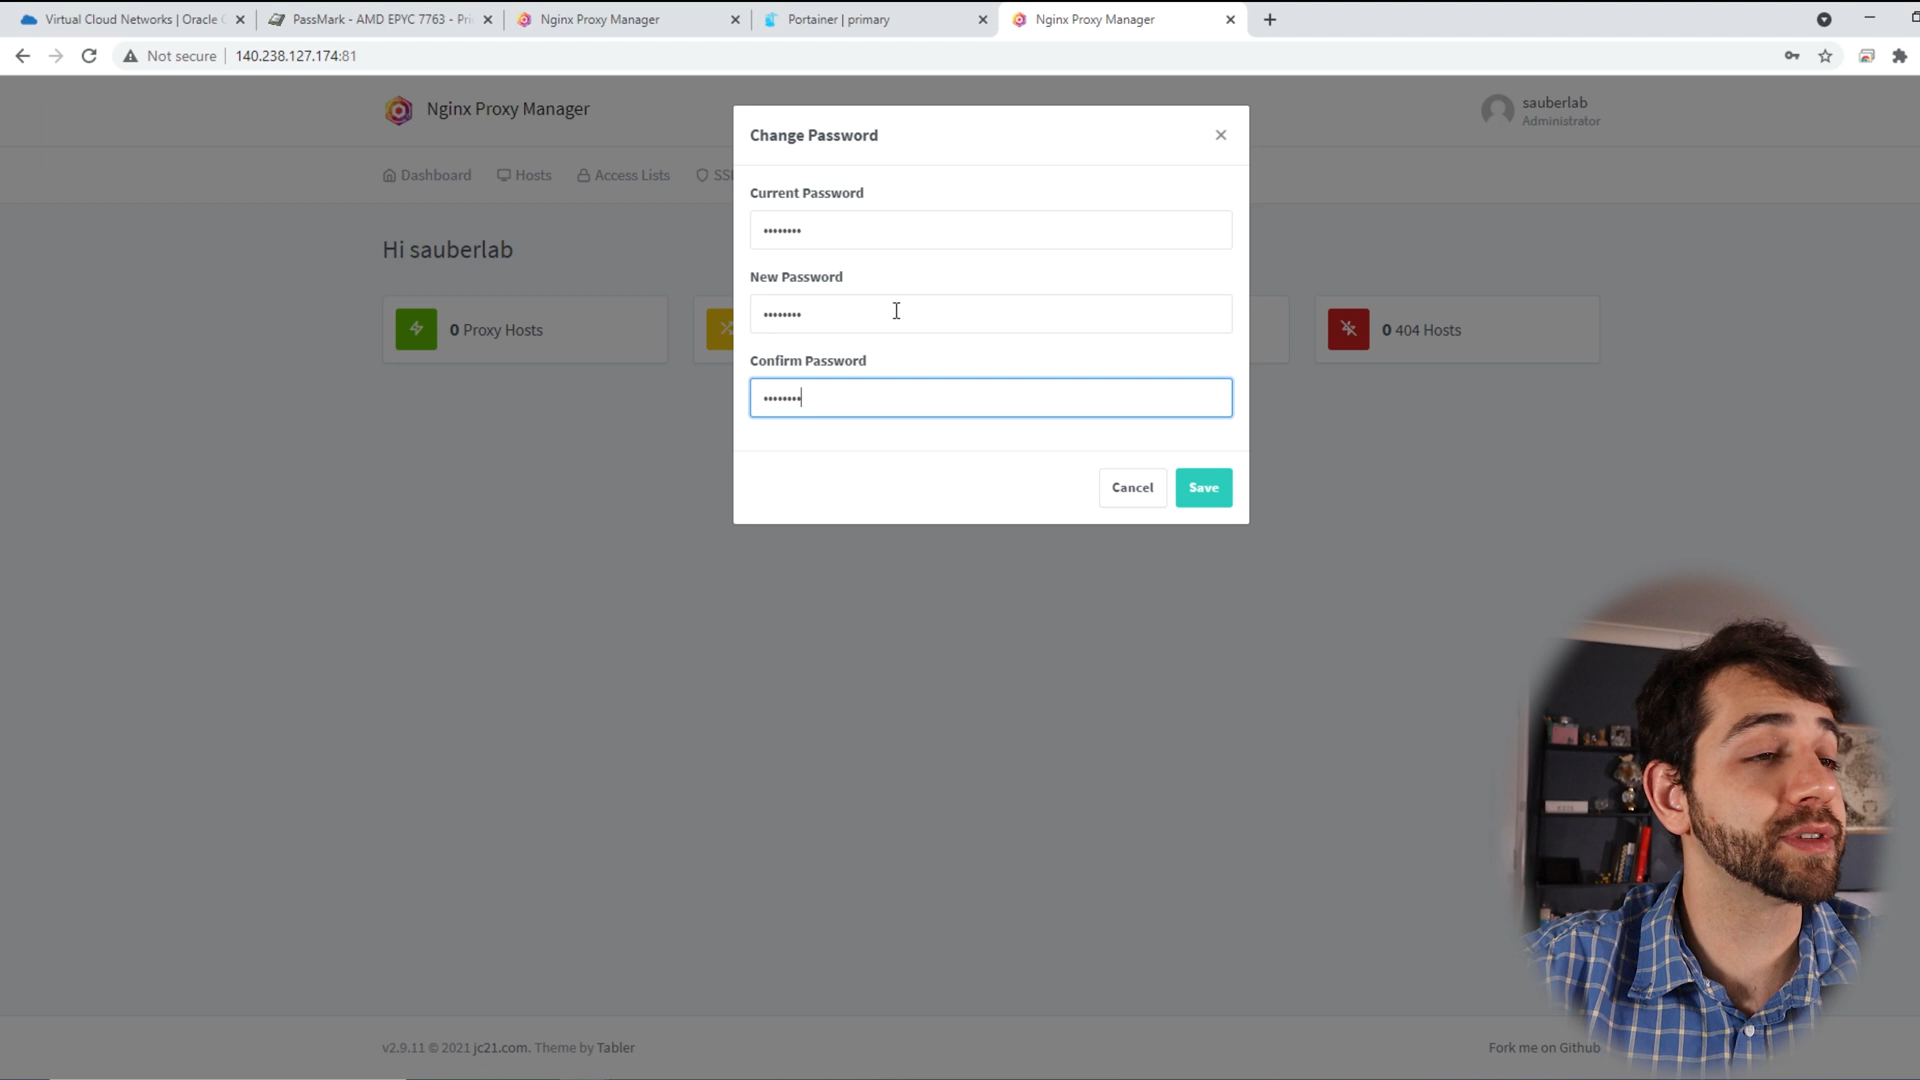 Virtual Cloud Networks | Oracle C
PassMark - AMD EPYC 7763 - Pri
Nginx Proxy Manager
Portainer | primary
Nginx Proxy Manager
Not secure
140.238.127.174:81
Nginx Proxy Manager
sauberlab
Administrator
Dashboard
Hosts
Access Lists
SSL
Hi sauberlab
0 Proxy Hosts
0 404 Hosts
Change Password
Current Password
••••••••
New Password
••••••••
Confirm Password
••••••••
Cancel
Save
v2.9.11 © 2021 jc21.com. Theme by Tabler
Fork me on Github